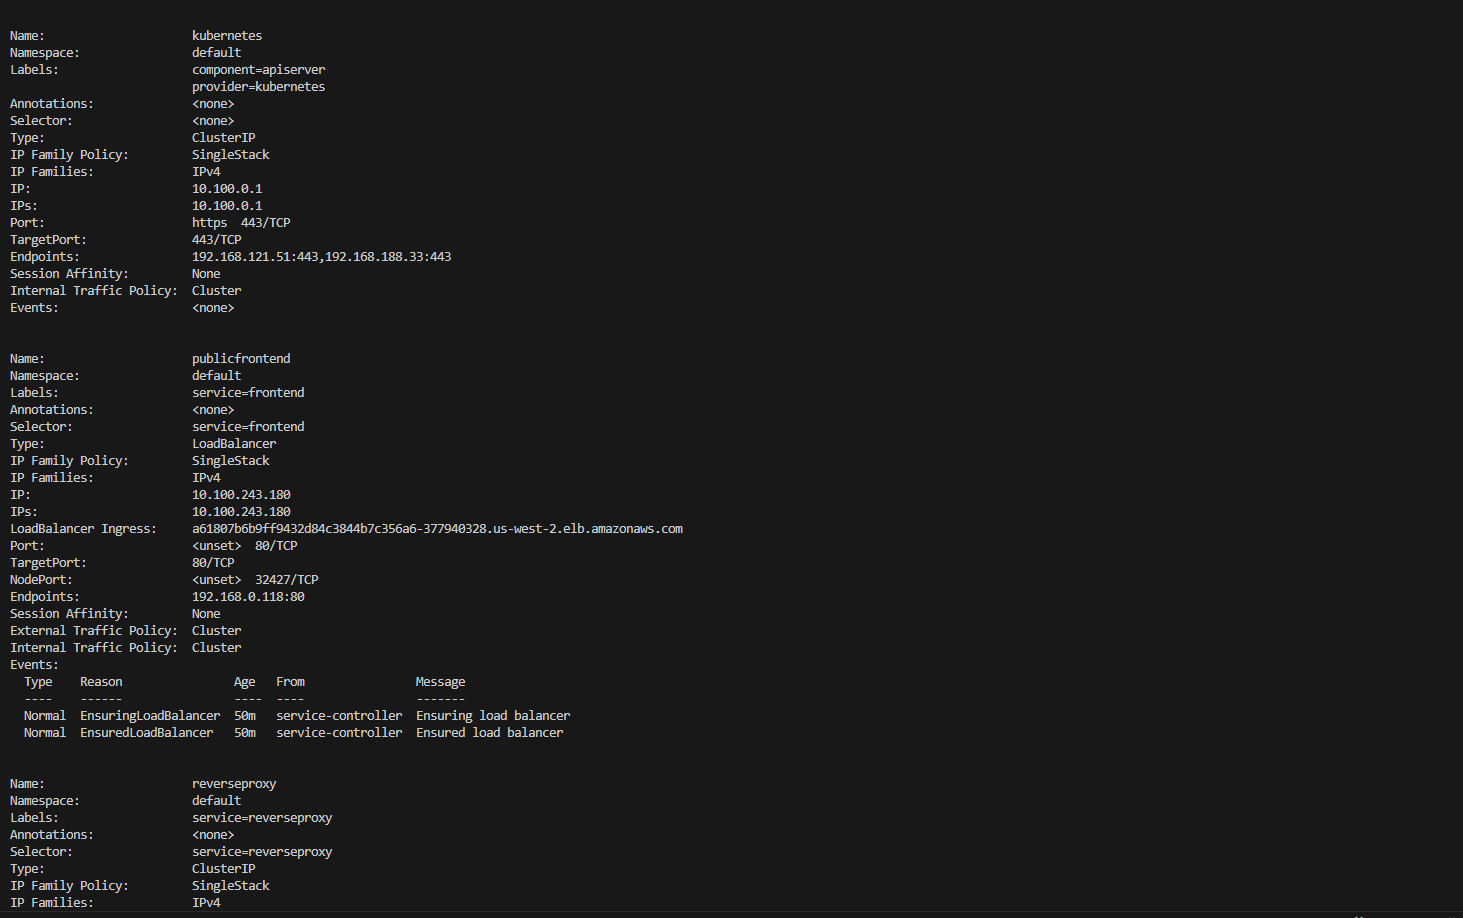 Name: kubernetes
Namespace: default
Labels: component=apiserver
provider=kubernetes
Annotations: <none>
Selector: <none>
Type: ClusterIP
IP Family Policy: SingleStack
IP Families: IPv4
IP: 10.100.0.1
IPs: 10.100.0.1
Port: https 443/TCP
TargetPort: 443/TCP
Endpoints: 192.168.121.51:443,192.168.188.33:443
Session Affinity: None
Internal Traffic Policy: Cluster
Events: <none>
Name: publicfrontend
Namespace: default
Labels: service=frontend
Annotations: <none>
Selector: service=frontend
Type: LoadBalancer
IP Family Policy: SingleStack
IP Families: IPv4
IP: 10.100.243.180
IPs: 10.100.243.180
LoadBalancer Ingress: a61807b6b9ff9432d84c3844b7c356a6-377940328.us-west-2.elb.amazonaws.com
Port: <unset> 80/TCP
TargetPort: 80/TCP
NodePort: <unset> 32427/TCP
Endpoints: 192.168.0.118:80
Session Affinity: None
External Traffic Policy: Cluster
Internal Traffic Policy: Cluster
Events:
Type Reason Age From Message
---- ------ ---- ---- -------
Normal EnsuringLoadBalancer 50m service-controller Ensuring load balancer
Normal EnsuredLoadBalancer 50m service-controller Ensured load balancer
Name: reverseproxy
Namespace: default
Labels: service=reverseproxy
Annotations: <none>
Selector: service=reverseproxy
Type: ClusterIP
IP Family Policy: SingleStack
IP Families: IPv4